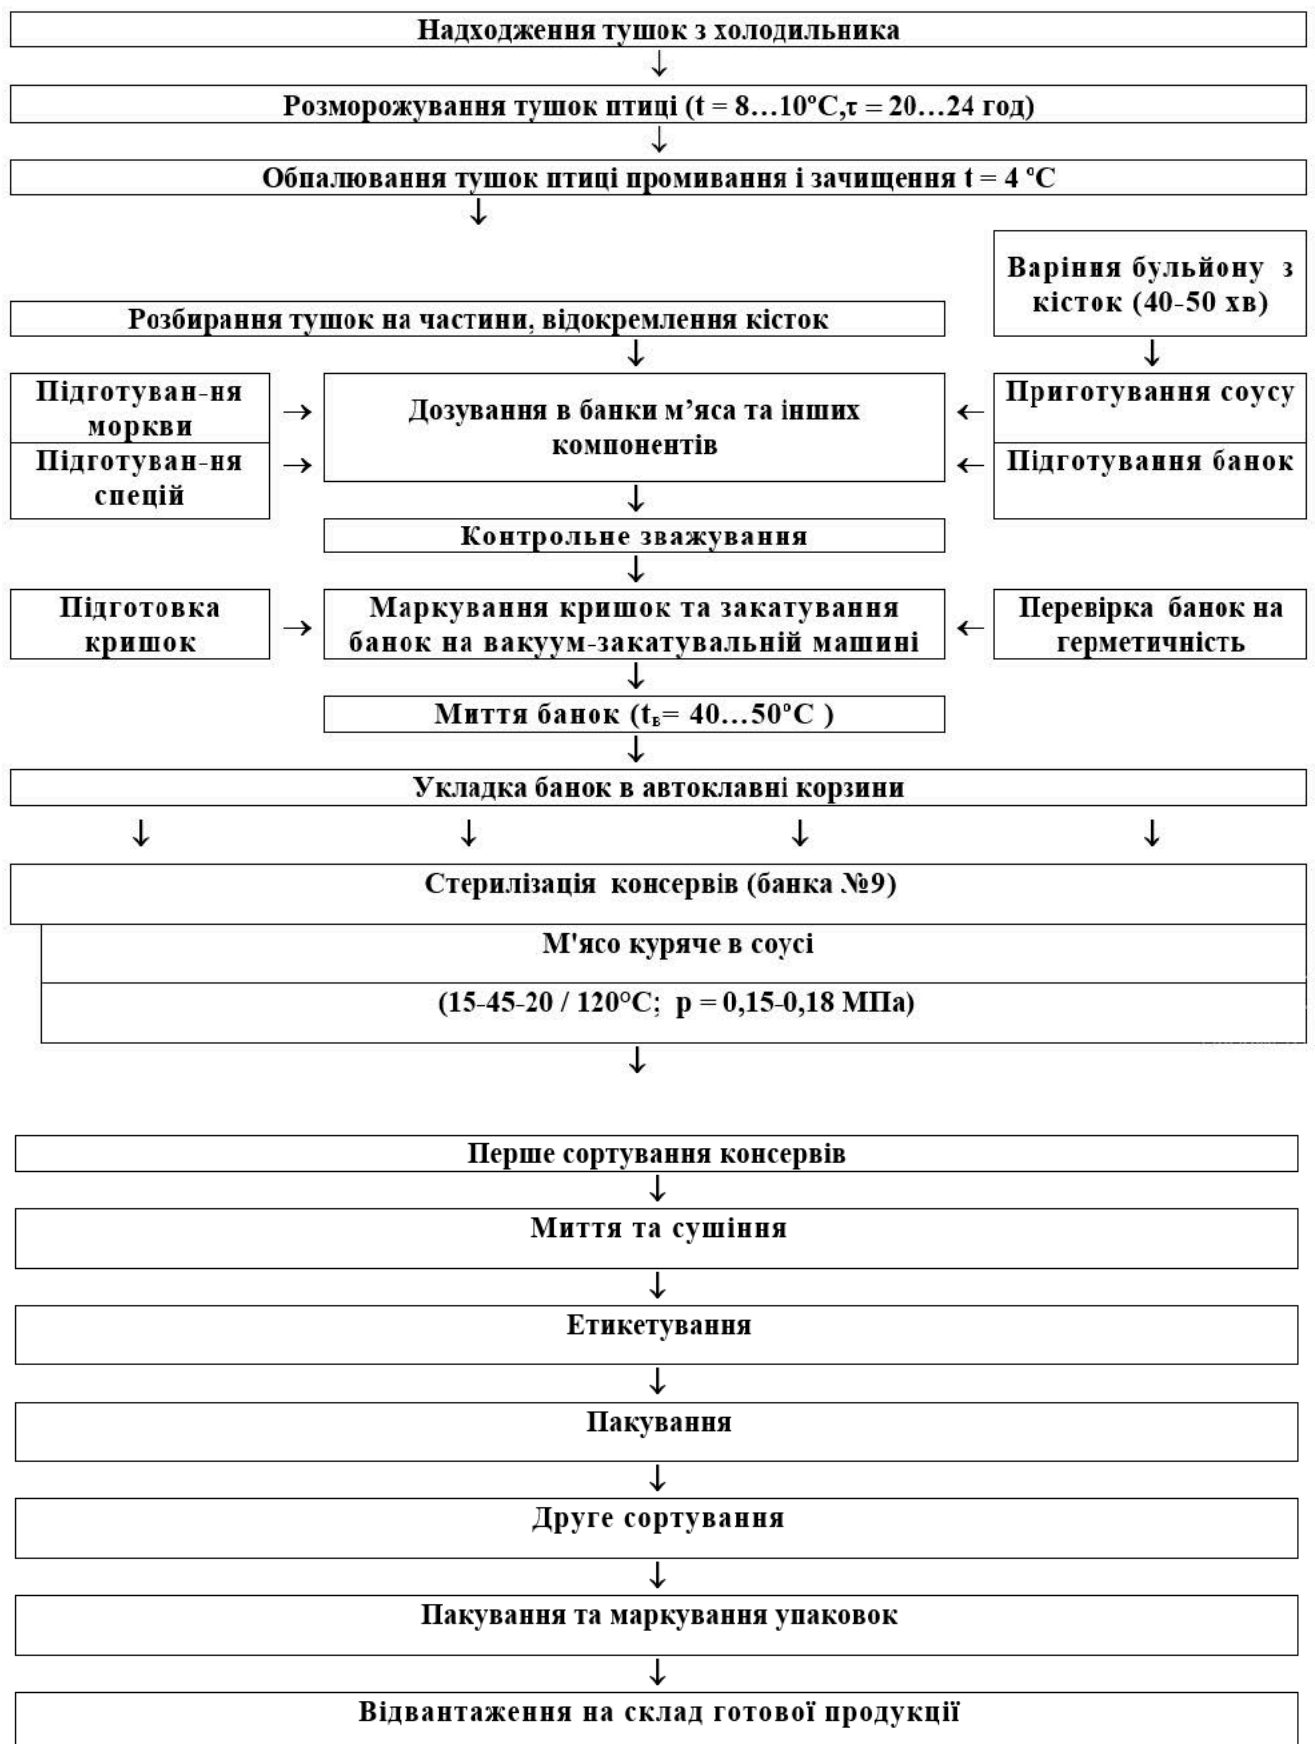 Надходження тушок з холодильника
↓
Розморожування тушок птиці (t = 8…10ºC,τ = 20…24 год)
↓
Обпалювання тушок птиці промивання і зачищення t = 4 ºC
↓
Варіння бульйону з
кісток (40-50 хв)
Розбирання тушок на частини, відокремлення кісток
↓ ↓
Підготуван-ня
моркви
→
Дозування в банки м’яса та інших
компонентів
←
Приготування соусу
Підготуван-ня
спецій
→
←
Підготування банок
↓
Контрольне зважування
↓
Підготовка
кришок
→
Маркування кришок та закатування
банок на вакуум-закатувальній машині
←
Перевірка банок на
герметичність
↓
Миття банок (tв= 40…50ºC )
↓
Укладка банок в автоклавні корзини
↓ ↓ ↓ ↓
Стерилізація консервів (банка №9)
М'ясо куряче в соусі
(15-45-20 / 120°C; р = 0,15-0,18 МПа)
↓
Перше сортування консервів
↓
Миття та сушіння
↓
Етикетування
↓
Пакування
↓
Друге сортування
↓
Пакування та маркування упаковок
↓
Відвантаження на склад готової продукції